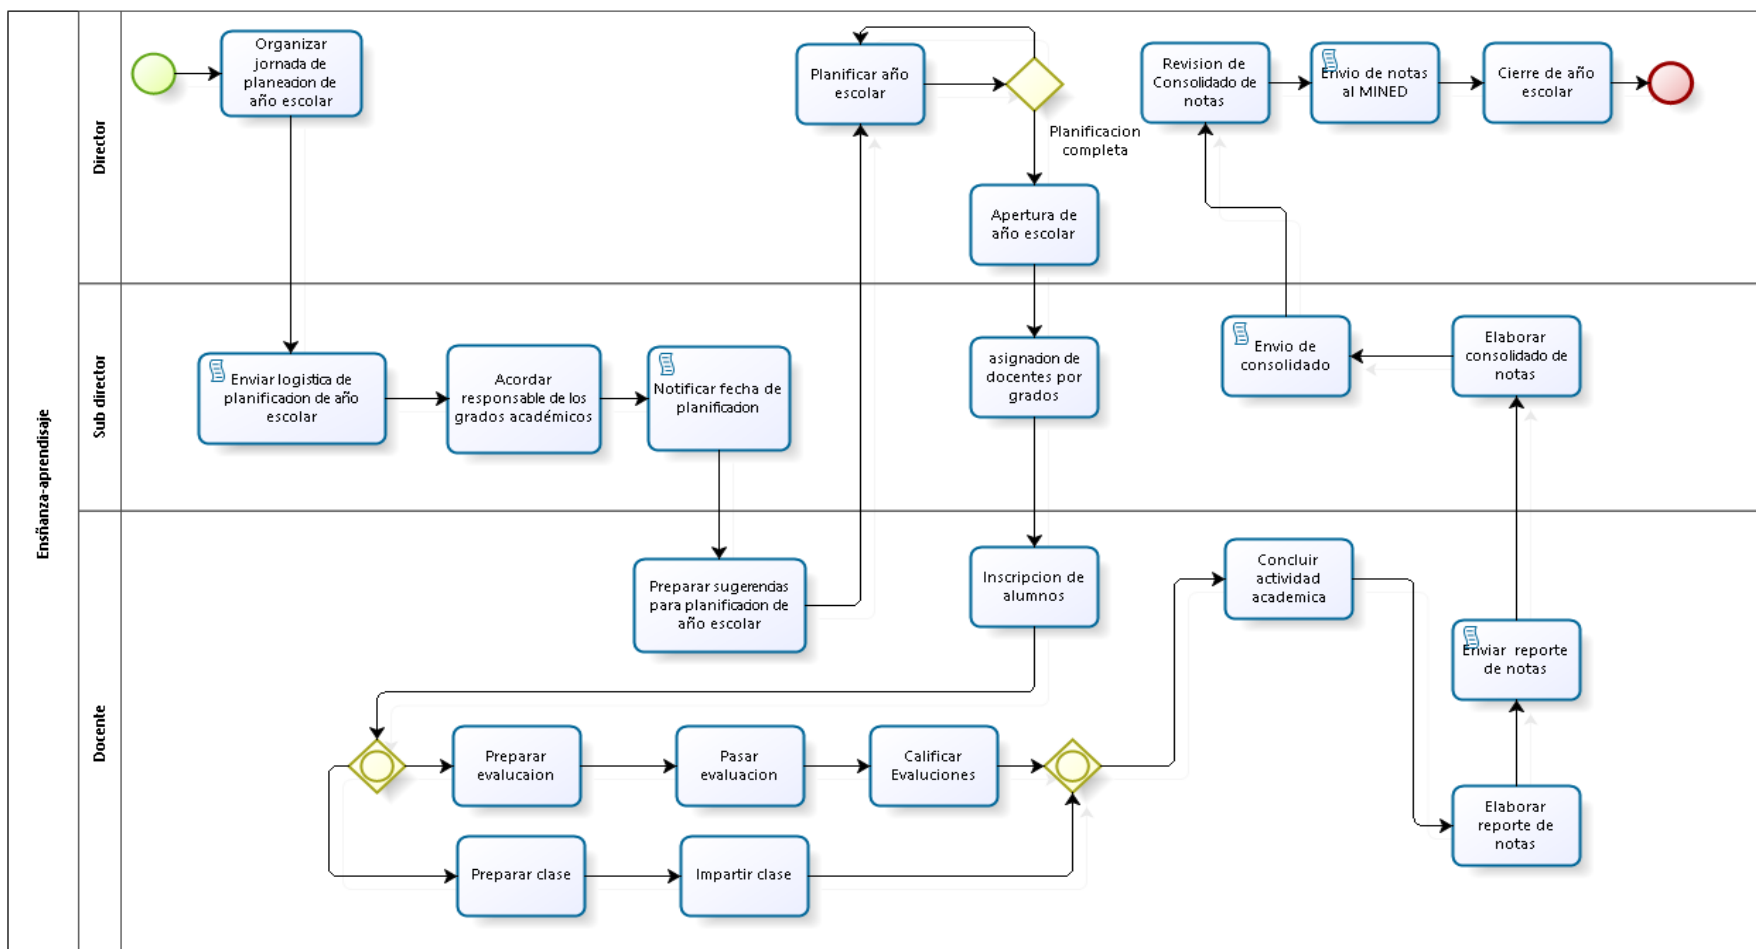 Ensñanza-aprendisaje
Director
Organizar
jornada de
planeacion de
año escolar
Planificar año
escolar
Planificacion
completa
Apertura de
año escolar
Revision de
Consolidado de
notas
Envio de notas
al MINED
Cierre de año
escolar
Sub director
Enviar logistica de
planificacion de año
escolar
Acordar
responsable de los
grados académicos
Notificar fecha de
planificacion
asignacion de
docentes por
grados
Envio de
consolidado
Elaborar
consolidado de
notas
Docente
Preparar sugerencias
para planificacion de
año escolar
Inscripcion de
alumnos
Concluir
actividad
academica
Enviar reporte
de notas
Preparar
evalucaion
Pasar
evaluacion
Calificar
Evaluciones
Elaborar
reporte de
notas
Preparar clase
Impartir clase